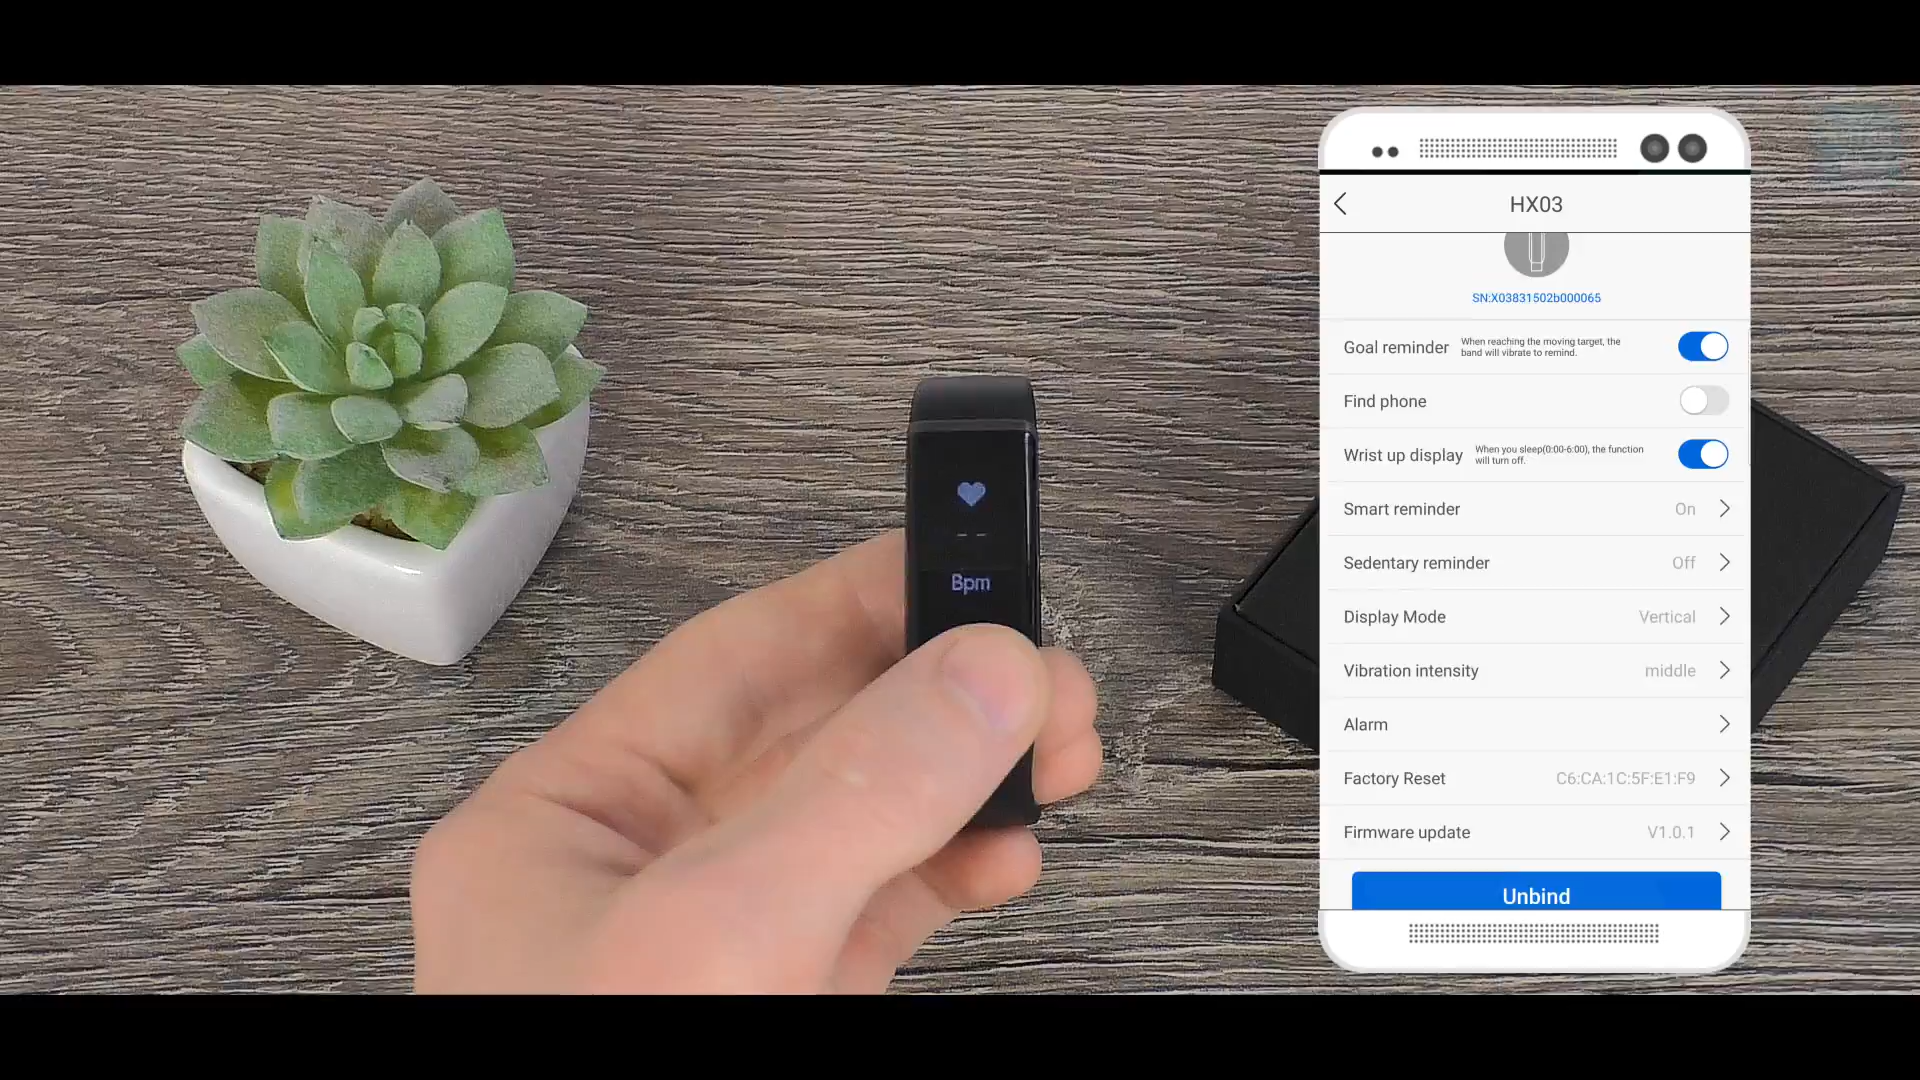 HX03
SN:X03831502b000065
Goal reminder
When reaching the moving target, the
band will vibrate to remind.
Find phone
Wrist up display
When you sleep(0:00-6:00), the function
will turn off.
Smart reminder
On
Sedentary reminder
Off
Display Mode
Vertical
Vibration intensity
middle
Alarm
Factory Reset
C6:CA:1C:5F:E1:F9
Firmware update
V1.0.1
Unbind
-- 
Bpm